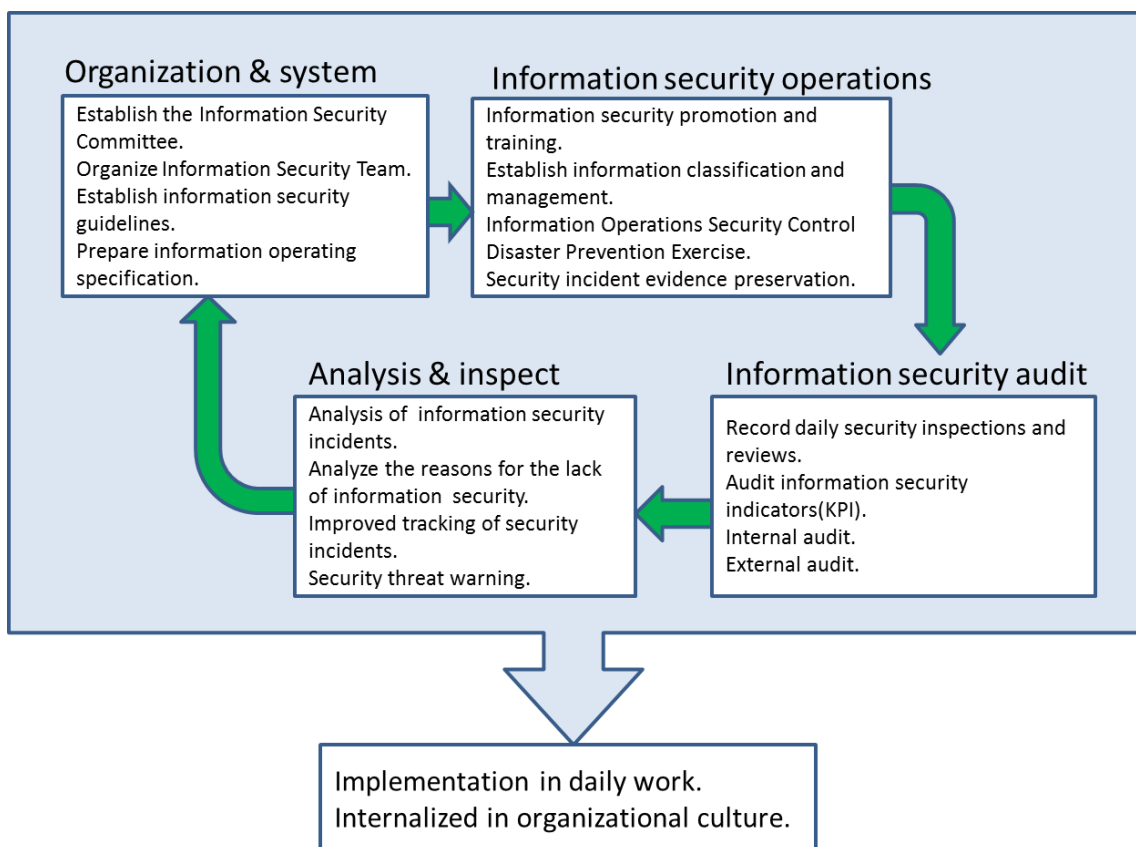 Organization & system
Establish the Information Security
Committee.
Organize Information Security Team.
Establish information security
guidelines.
Prepare information operating
specification.
Information security operations
Information security promotion and
training.
Establish information classification and
management.
Information Operations Security Control
Disaster Prevention Exercise.
Security incident evidence preservation.
Information security audit
Record daily security inspections and
reviews.
Audit information security
indicators(KPI).
Internal audit.
External audit.
Analysis & inspect
Analysis of information security
incidents.
Analyze the reasons for the lack
of information security.
Improved tracking of security
incidents.
Security threat warning.
Implementation in daily work.
Internalized in organizational culture.